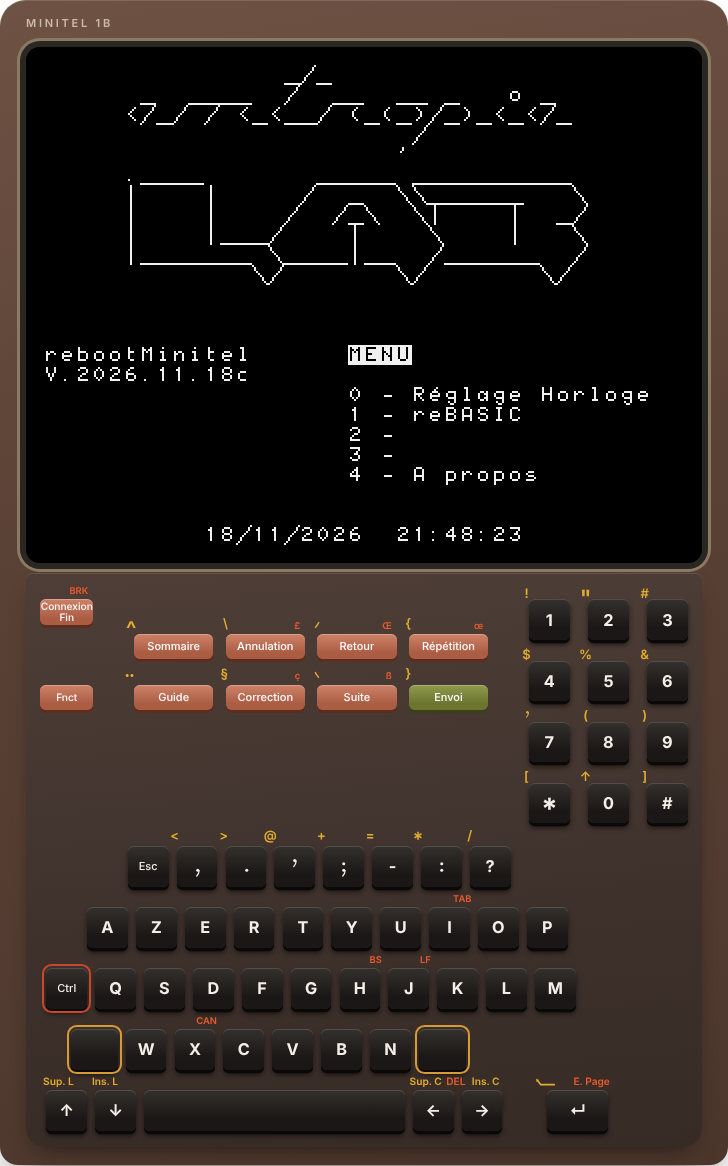 MINITEL 1B
entropia
LAB
rebootMinitel
V.2026.11.18c
MENU
0 - Réglage Horloge
1 - reBASIC
2 -
3 -
4 - A propos
18/11/2026 21:48:23
BRK
Connexion
Fin
^ \ £ ⸍ Œ { œ
Sommaire Annulation Retour Répétition
¨ § ç ⸌ ß }
Fnct Guide Correction Suite Envoi
! " #
1 2 3
$ % &
4 5 6
' ( )
7 8 9
[ ↑ ]
* 0 #
< > @ + = * /
Esc , . ' ; - : ?
TAB
A Z E R T Y U I O P
BS LF
Ctrl Q S D F G H J K L M
CAN
W X C V B N
Sup. L Ins. L Sup. C DEL Ins. C E. Page
↑ ↓ ← → ↵